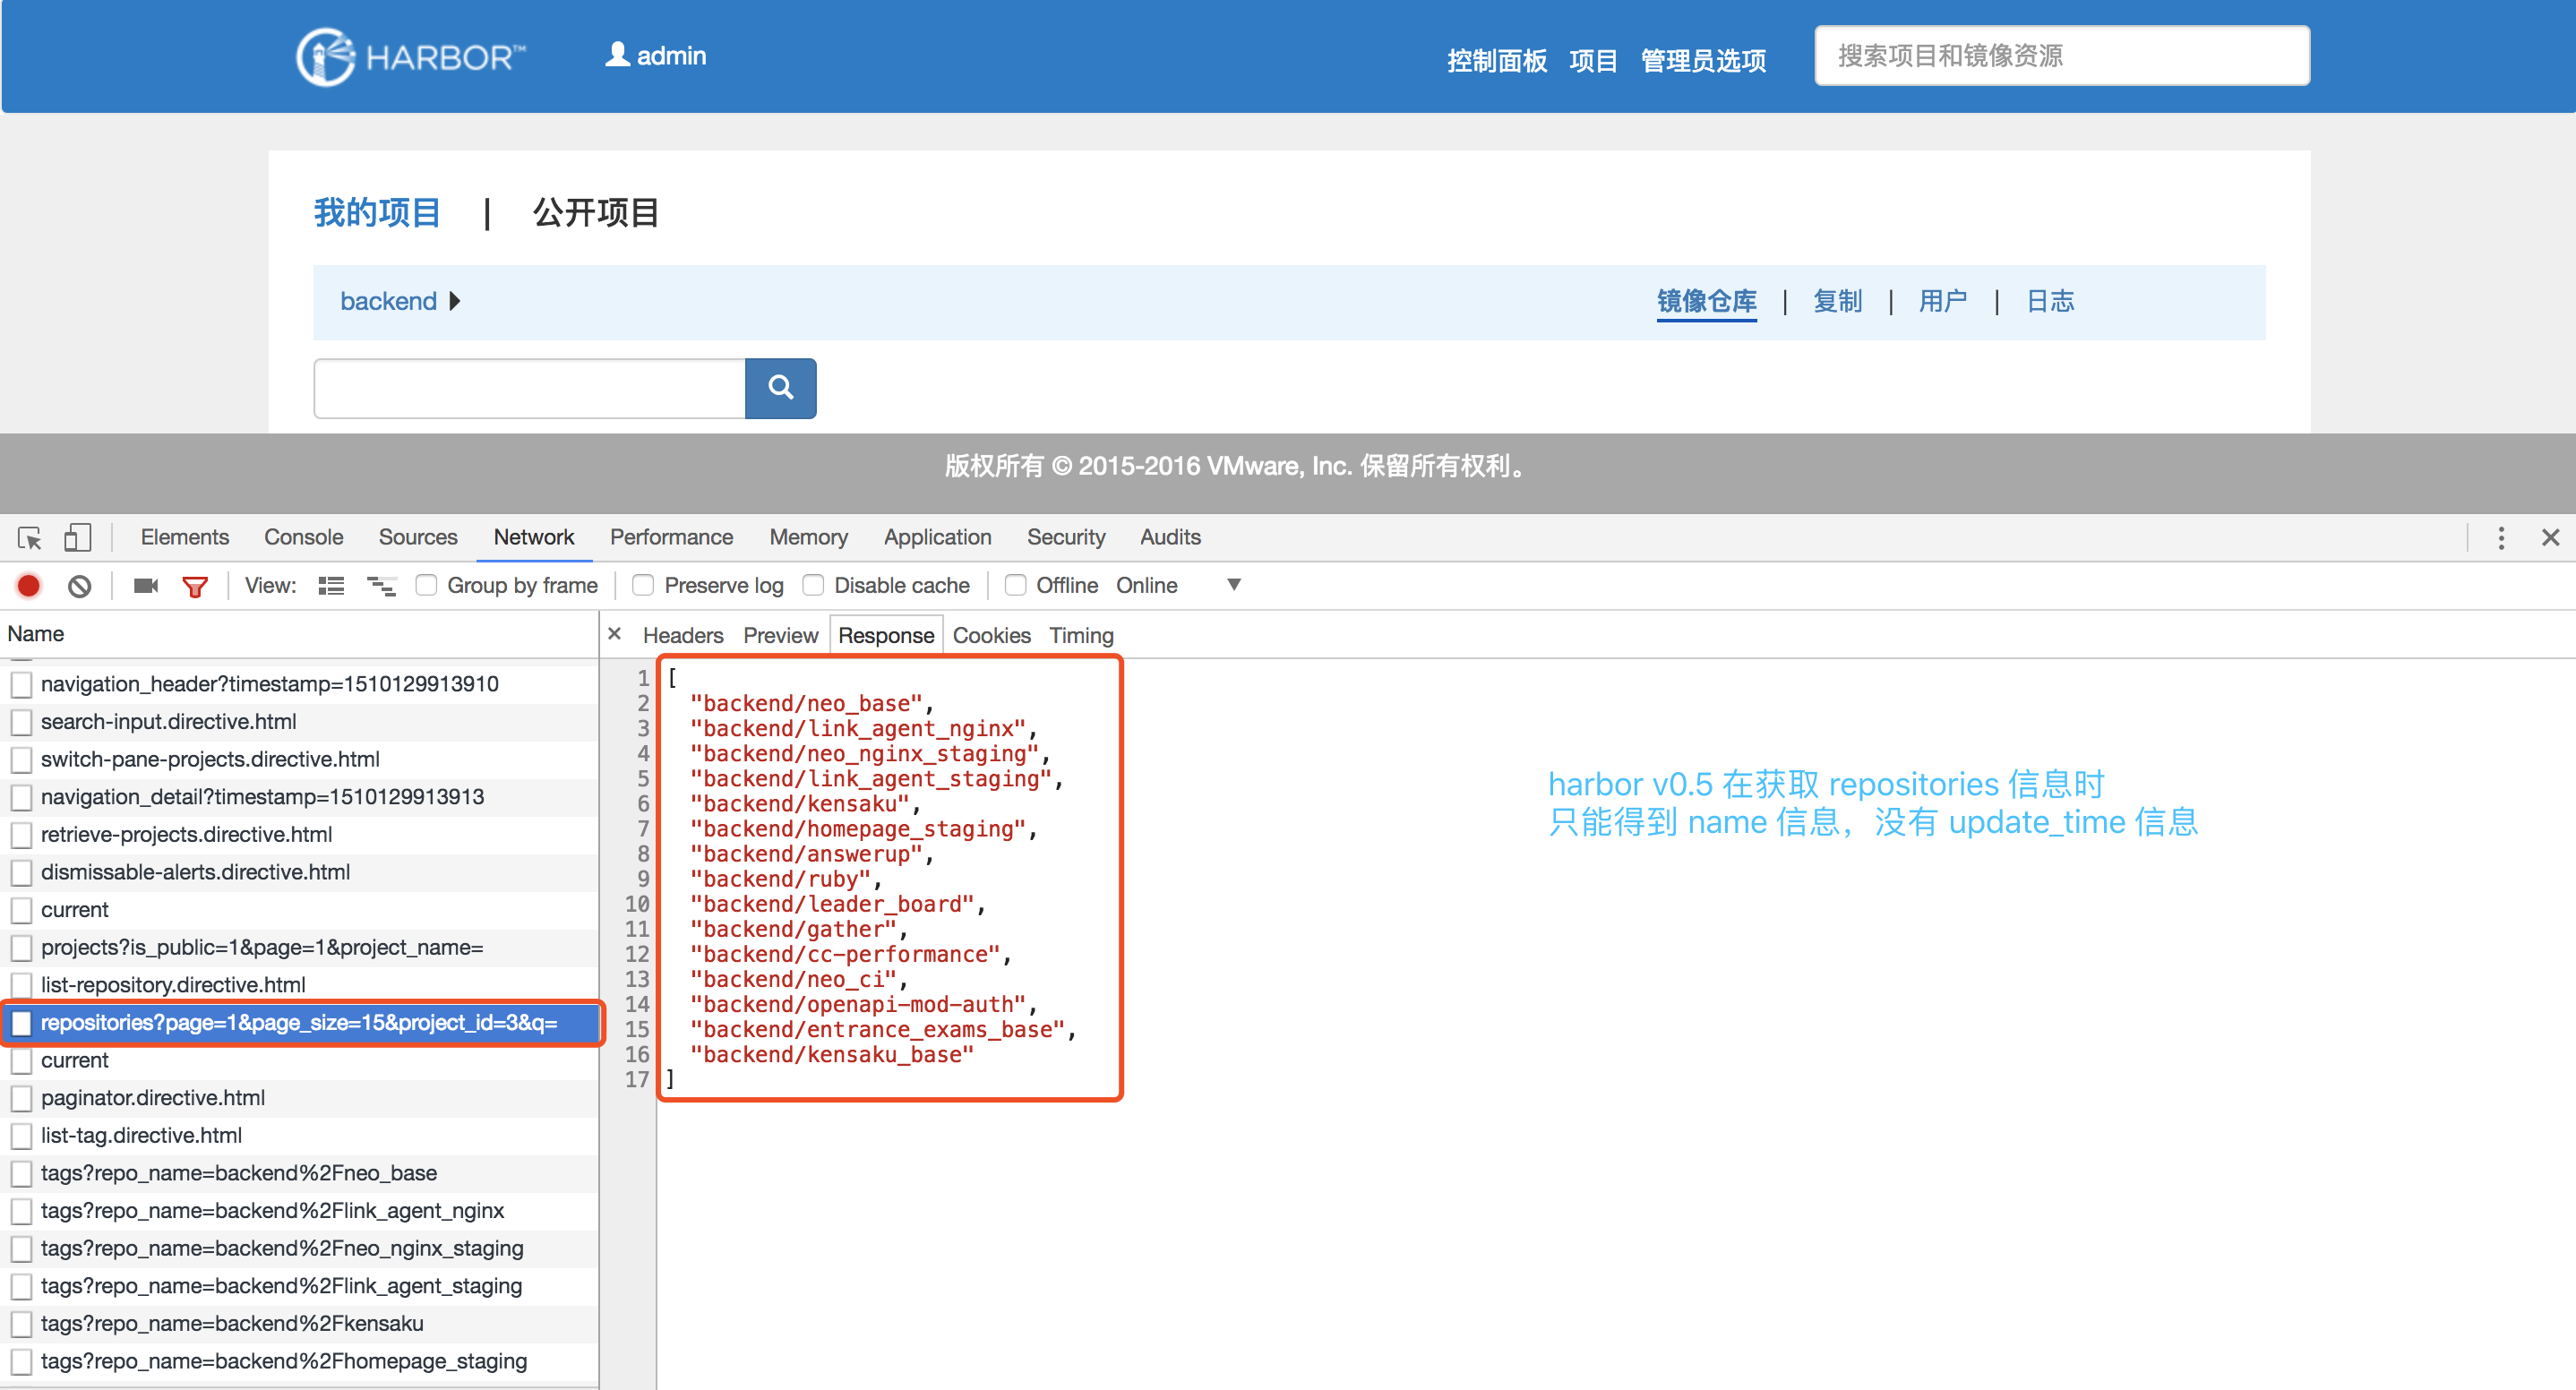 HARBOR™
admin
控制面板 项目 管理员选项
搜索项目和镜像资源
我的项目 | 公开项目
backend
镜像仓库 | 复制 | 用户 | 日志
版权所有 © 2015-2016 VMware, Inc. 保留所有权利。
Elements Console Sources Network Performance Memory Application Security Audits
View: Group by frame Preserve log Disable cache Offline Online
Name
navigation_header?timestamp=1510129913910
search-input.directive.html
switch-pane-projects.directive.html
navigation_detail?timestamp=1510129913913
retrieve-projects.directive.html
dismissable-alerts.directive.html
current
projects?is_public=1&page=1&project_name=
list-repository.directive.html
repositories?page=1&page_size=15&project_id=3&q=
current
paginator.directive.html
list-tag.directive.html
tags?repo_name=backend%2Fneo_base
tags?repo_name=backend%2Flink_agent_nginx
tags?repo_name=backend%2Fneo_nginx_staging
tags?repo_name=backend%2Flink_agent_staging
tags?repo_name=backend%2Fkensaku
tags?repo_name=backend%2Fhomepage_staging
× Headers Preview Response Cookies Timing
1 [
2 "backend/neo_base",
3 "backend/link_agent_nginx",
4 "backend/neo_nginx_staging",
5 "backend/link_agent_staging",
6 "backend/kensaku",
7 "backend/homepage_staging",
8 "backend/answerup",
9 "backend/ruby",
10 "backend/leader_board",
11 "backend/gather",
12 "backend/cc-performance",
13 "backend/neo_ci",
14 "backend/openapi-mod-auth",
15 "backend/entrance_exams_base",
16 "backend/kensaku_base"
17 ]
harbor v0.5 在获取 repositories 信息时
只能得到 name 信息，没有 update_time 信息